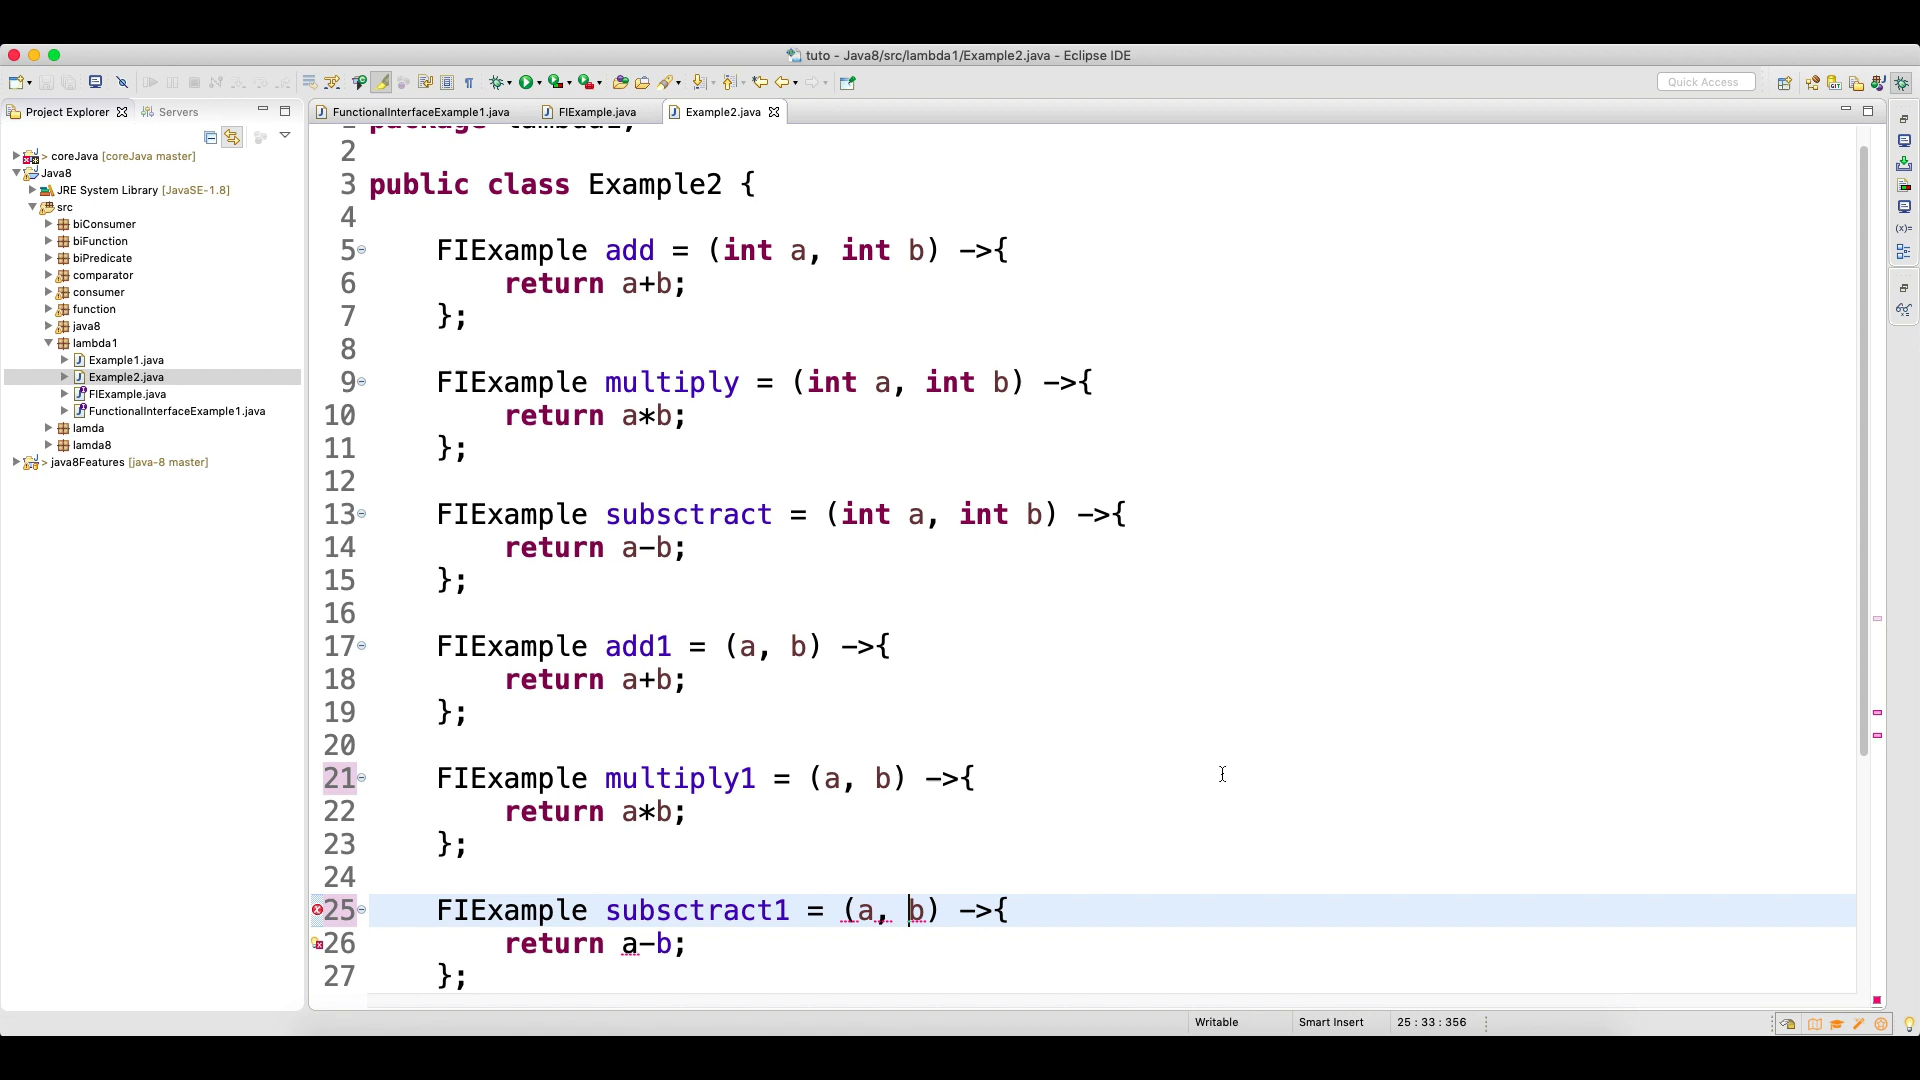 tuto - Java8/src/lambda1/Example2.java - Eclipse IDE
Quick Access
Project Explorer
Servers
FunctionalInterfaceExample1.java
FIExample.java
Example2.java
> coreJava [coreJava master]
Java8
JRE System Library [JavaSE-1.8]
src
biConsumer
biFunction
biPredicate
comparator
consumer
function
java8
lambda1
Example1.java
Example2.java
FIExample.java
FunctionalInterfaceExample1.java
lamda
lamda8
> java8Features [java-8 master]
1 package lambda1;
2
3 public class Example2 {
4
5 FIExample add = (int a, int b) ->{
6 return a+b;
7 };
8
9 FIExample multiply = (int a, int b) ->{
10 return a*b;
11 };
12
13 FIExample subsctract = (int a, int b) ->{
14 return a-b;
15 };
16
17 FIExample add1 = (a, b) ->{
18 return a+b;
19 };
20
21 FIExample multiply1 = (a, b) ->{
22 return a*b;
23 };
24
25 FIExample subsctract1 = (a, b) ->{
26 return a-b;
27 };
Writable
Smart Insert
25 : 33 : 356